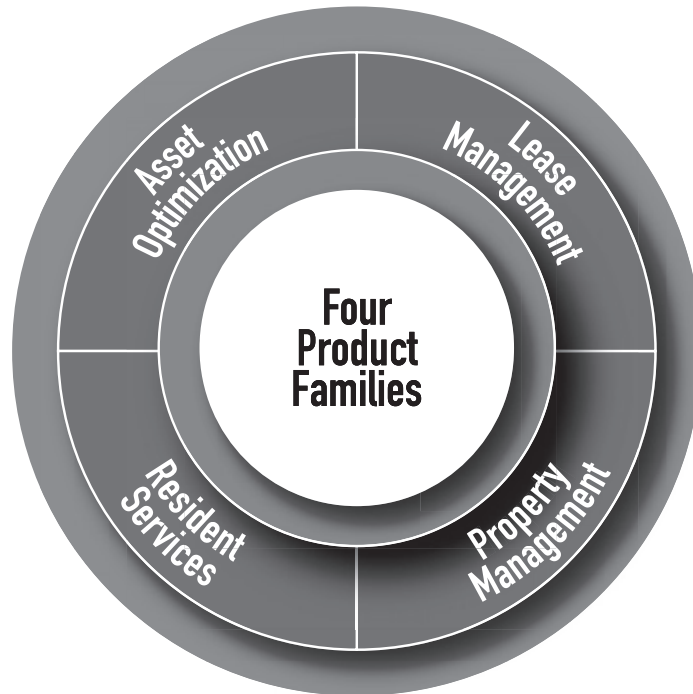 Asset
Optimization
Lease
Management
Four
Product
Families
Resident
Services
Property
Management